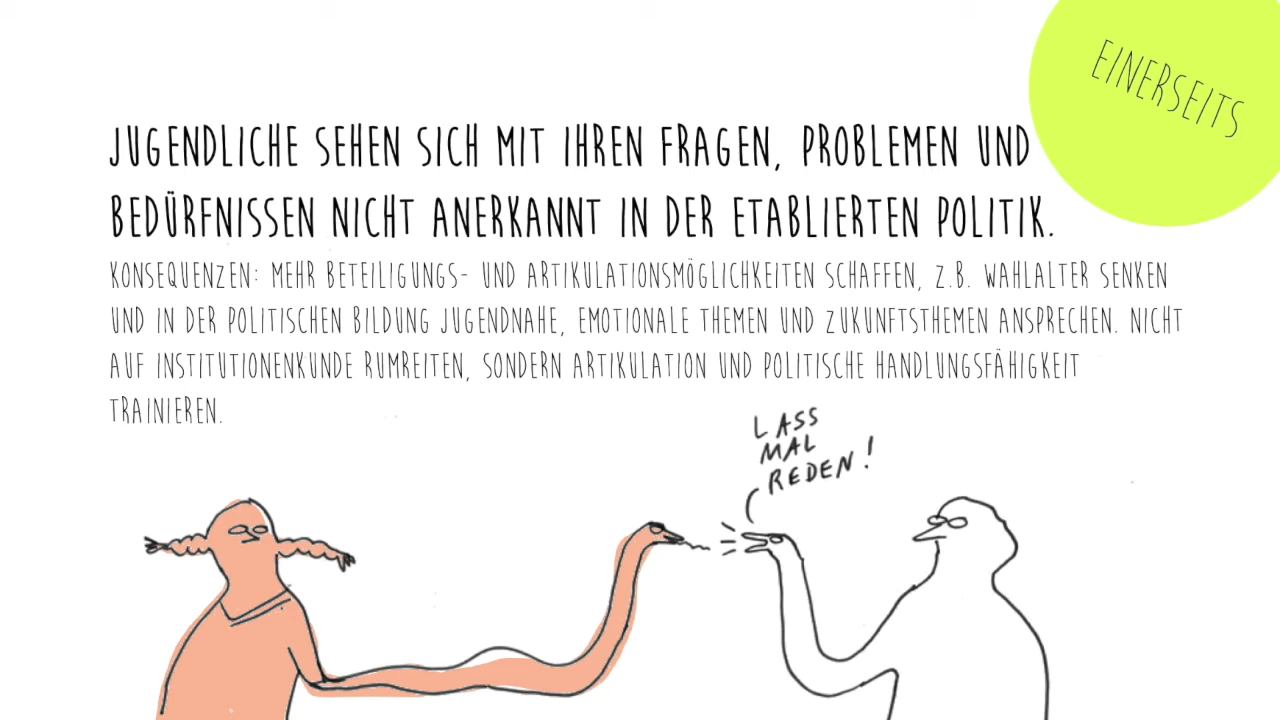 EINERSEITS
JUGENDLICHE SEHEN SICH MIT IHREN FRAGEN, PROBLEMEN UND
BEDÜRFNISSEN NICHT ANERKANNT IN DER ETABLIERTEN POLITIK.
KONSEQUENZEN: MEHR BETEILIGUNGS- UND ARTIKULATIONSMÖGLICHKEITEN SCHAFFEN, Z.B. WAHLALTER SENKEN
UND IN DER POLITISCHEN BILDUNG JUGENDNAHE, EMOTIONALE THEMEN UND ZUKUNFTSTHEMEN ANSPRECHEN. NICHT
AUF INSTITUTIONENKUNDE RUMREITEN, SONDERN ARTIKULATION UND POLITISCHE HANDLUNGSFÄHIGKEIT
TRAINIEREN.
LASS
MAL
REDEN!